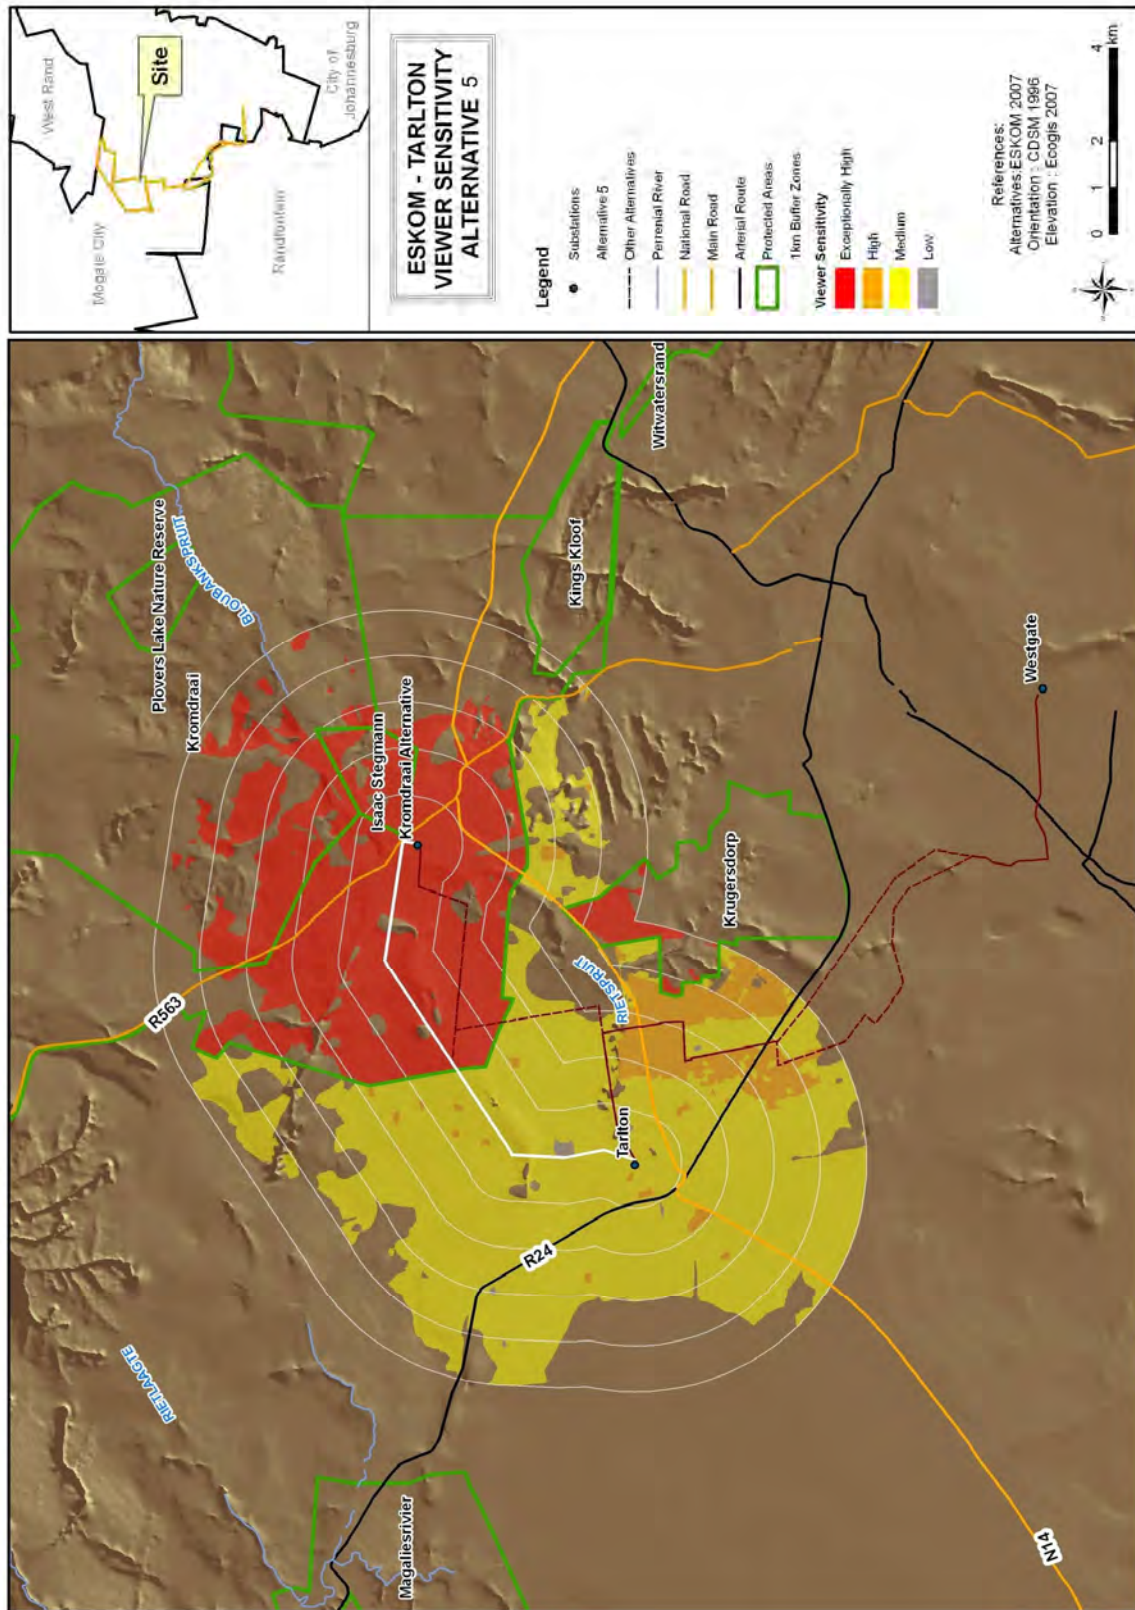 West Rand
Mogale City
Site
City of
Johannesburg
Randfontein
ESKOM - TARLTON
VIEWER SENSITIVITY
ALTERNATIVE 5
Legend
Substations
Alternative 5
Other Alternatives
Perrenial River
National Road
Main Road
Arterial Route
Protected Areas
1km Buffer Zones
Viewer Sensitivity
Exceptionally High
High
Medium
Low
References:
Alternatives:ESKOM 2007
Orientation : CDSM 1996
Elevation : Ecogis 2007
0 1 2 4
km
Plovers Lake Nature Reserve
BLOUBANKSPRUIT
Kromdraai
Isaac Stegmann
Kromdraai Alternative
R563
Kings Kloof
Witwatersrand
RIETSPRUIT
Krugersdorp
Westgate
Tarlton
R24
RIETLAAGTE
Magaliesrivier
N14